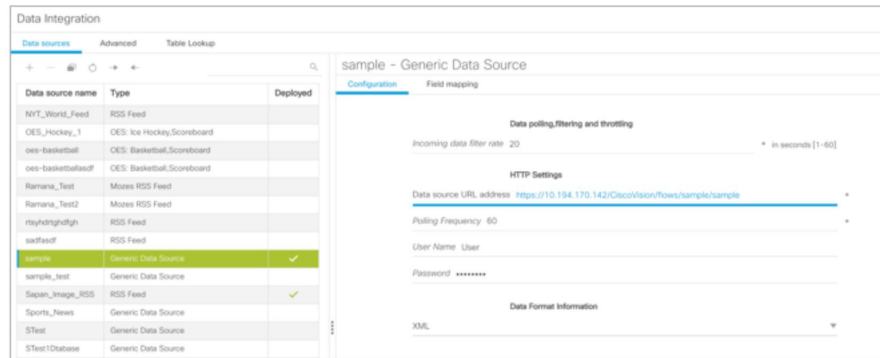 Data Integration
Data sources Advanced Table Lookup
sample - Generic Data Source
Configuration Field mapping
Data source name Type Deployed
NYT_World_Feed RSS Feed
OES_Hockey_1 OES: Ice Hockey,Scoreboard
oes-basketball OES: Basketball,Scoreboard
oes-basketballasdf OES: Basketball,Scoreboard
Ramana_Test Mozes RSS Feed
Ramana_Test2 Mozes RSS Feed
rtsyhdrtghdfgh RSS Feed
sadfasdf RSS Feed
sample Generic Data Source
sample_test Generic Data Source
Sapan_Image_RSS RSS Feed
Sports_News Generic Data Source
STest Generic Data Source
STest1Dtabase Generic Data Source
Data polling,filtering and throttling
Incoming data filter rate 20 * in seconds [1-60]
HTTP Settings
Data source URL address https://10.194.170.142/CiscoVision/flows/sample/sample *
Polling Frequency 60 *
User Name User
Password ••••••••
Data Format Information
XML